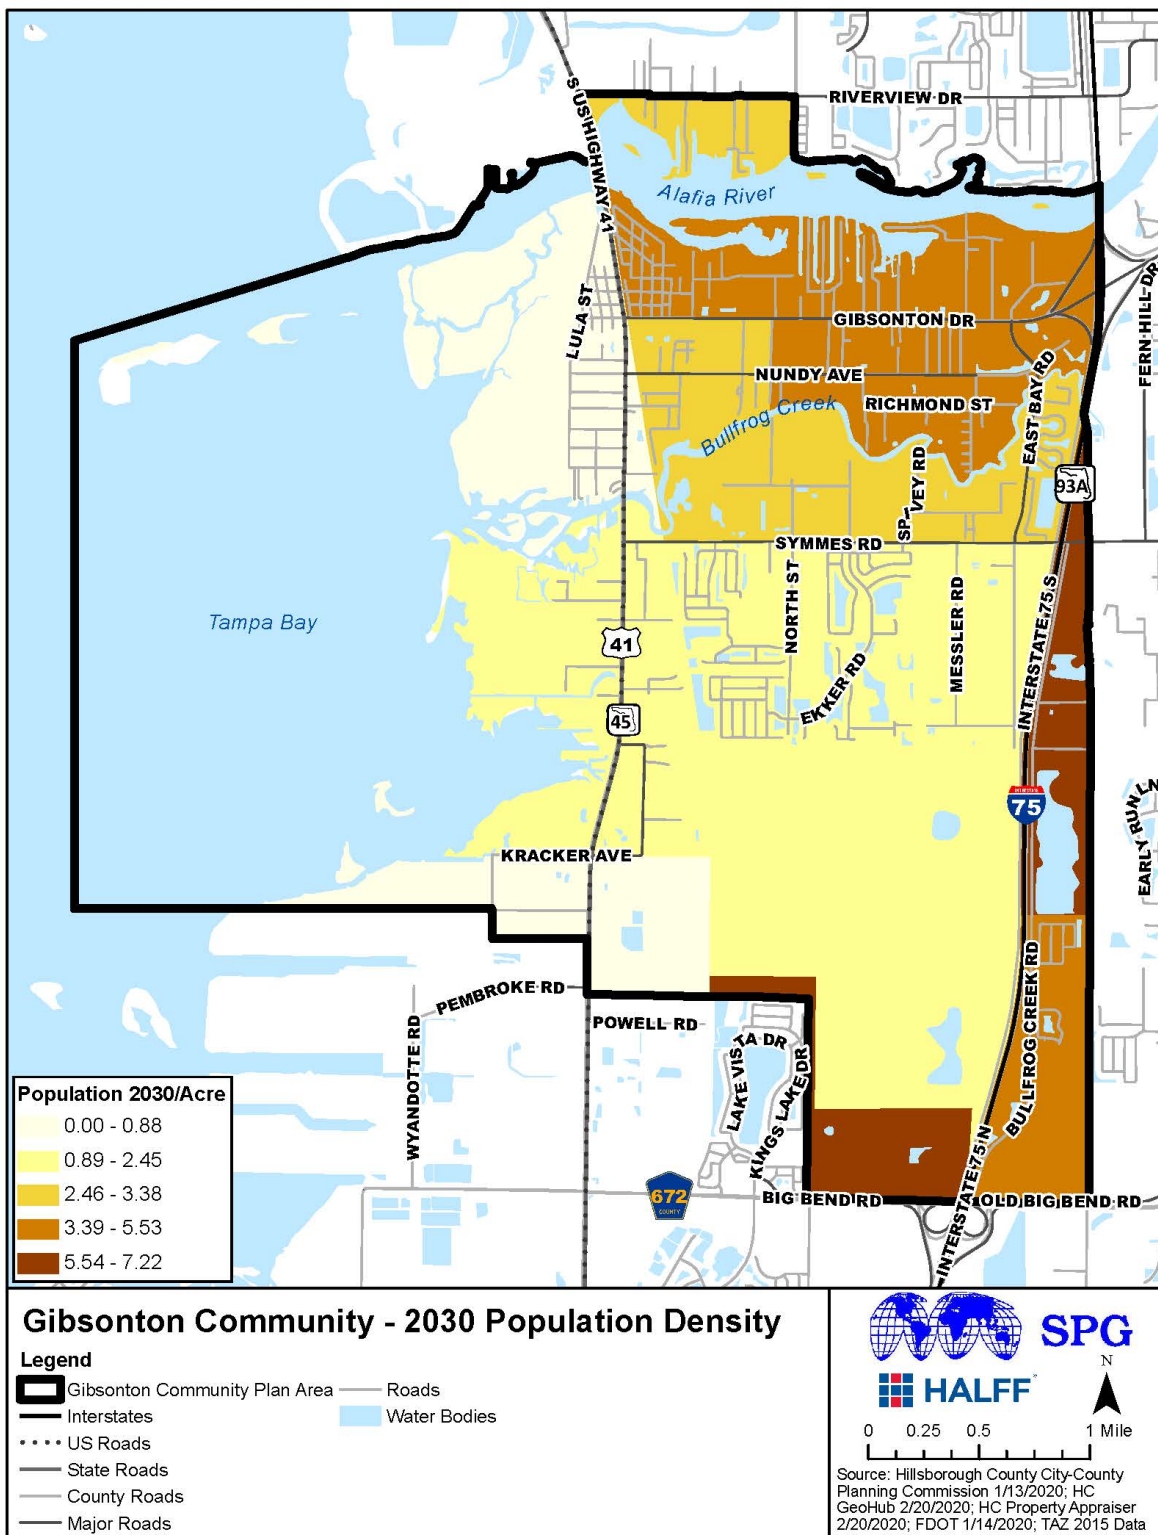 RIVERVIEW DR
S US HIGHWAY 41
Alafia River
FERN HILL DR
LULA ST
GIBSONTON DR
NUNDY AVE
RICHMOND ST
EAST BAY RD
Bullfrog Creek
93A
SPIVEY RD
SYMMES RD
NORTH ST
MESSLER RD
INTERSTATE 75 S
Tampa Bay
41
EKKER RD
45
INTERSTATE
75
EARLY RUN LN
KRACKER AVE
BULLFROG CREEK RD
PEMBROKE RD
POWELL RD
WYANDOTTE RD
LAKE VISTA DR
KINGS LAKE DR
INTERSTATE 75 N
672
COUNTY
BIG BEND RD
OLD BIG BEND RD
Population 2030/Acre
0.00 - 0.88
0.89 - 2.45
2.46 - 3.38
3.39 - 5.53
5.54 - 7.22
Gibsonton Community - 2030 Population Density
Legend
Gibsonton Community Plan Area
Roads
Interstates
Water Bodies
US Roads
State Roads
County Roads
Major Roads
SPG
HALFF
N
0 0.25 0.5 1 Mile
Source: Hillsborough County City-County
Planning Commission 1/13/2020; HC
GeoHub 2/20/2020; HC Property Appraiser
2/20/2020; FDOT 1/14/2020; TAZ 2015 Data